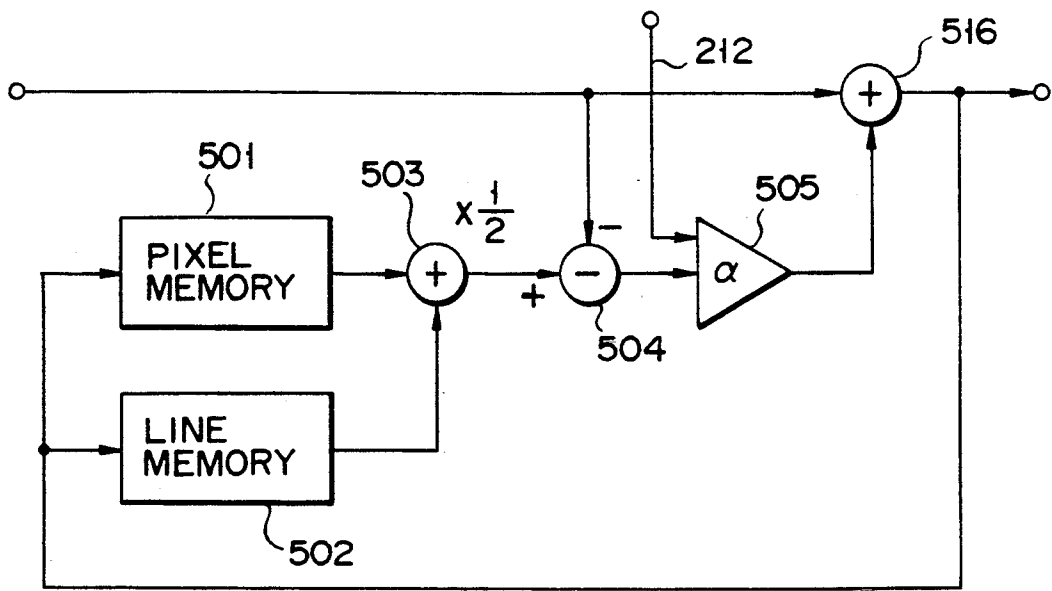 516
212
501
503
× 1/2
505
PIXEL
MEMORY
+
+
−
−
+
α
504
LINE
MEMORY
502